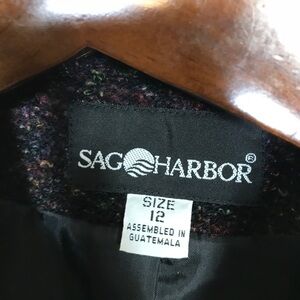 SAG HARBOR ®
SIZE
12
ASSEMBLED IN
GUATEMALA